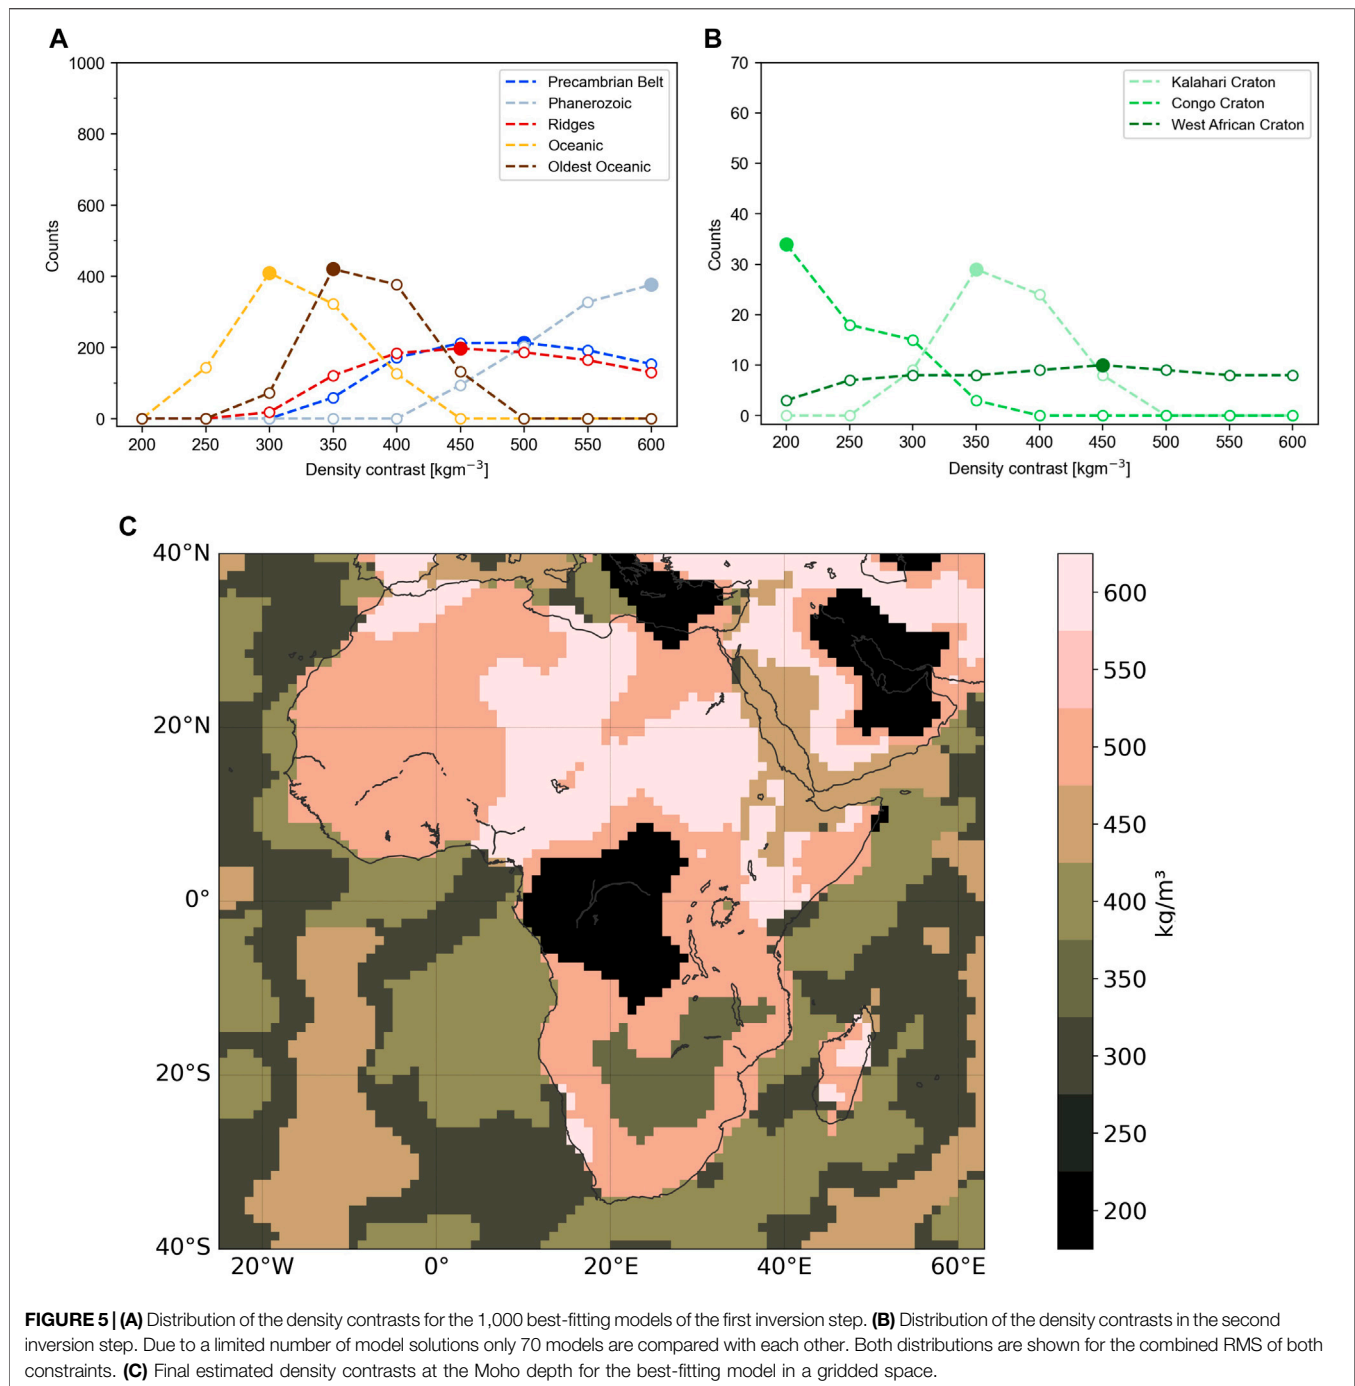 A
1000
800
600
400
200
0
Counts
200 250 300 350 400 450 500 550 600
Density contrast [kgm⁻³]
Precambrian Belt
Phanerozoic
Ridges
Oceanic
Oldest Oceanic
B
70
60
50
40
30
20
10
0
Counts
200 250 300 350 400 450 500 550 600
Density contrast [kgm⁻³]
Kalahari Craton
Congo Craton
West African Craton
C
40°N
20°N
0°
20°S
40°S
20°W 0° 20°E 40°E 60°E
600
550
500
450
400
350
300
250
200
kg/m³
FIGURE 5 | (A) Distribution of the density contrasts for the 1,000 best-fitting models of the first inversion step. (B) Distribution of the density contrasts in the second
inversion step. Due to a limited number of model solutions only 70 models are compared with each other. Both distributions are shown for the combined RMS of both
constraints. (C) Final estimated density contrasts at the Moho depth for the best-fitting model in a gridded space.